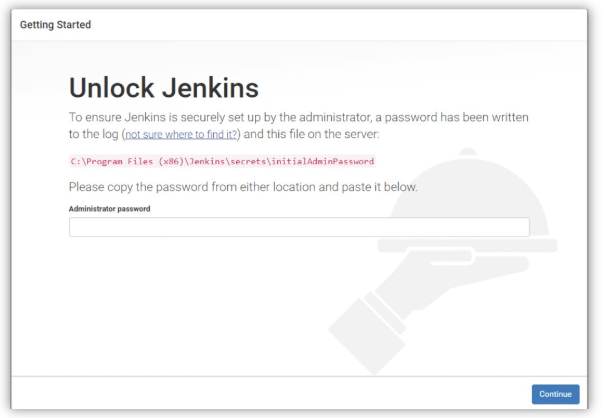 Getting Started
Unlock Jenkins
To ensure Jenkins is securely set up by the administrator, a password has been written
to the log (not sure where to find it?) and this file on the server:
C:\Program Files (x86)\Jenkins\secrets\initialAdminPassword
Please copy the password from either location and paste it below.
Administrator password
Continue